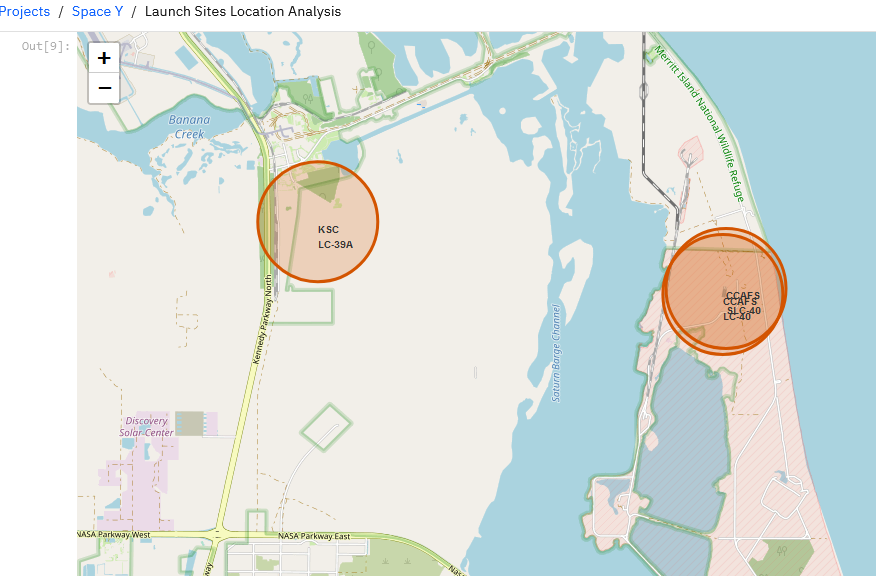 Projects / Space Y / Launch Sites Location Analysis
Out[9]:
+
−
Banana
Creek
Merritt Island National Wildlife Refuge
KSC
LC-39A
CCAFS
CCAFS
SLC-40
LC-40
Kennedy Parkway North
Saturn Barge Channel
Discovery
Solar Center
NASA Parkway West
NASA Parkway East